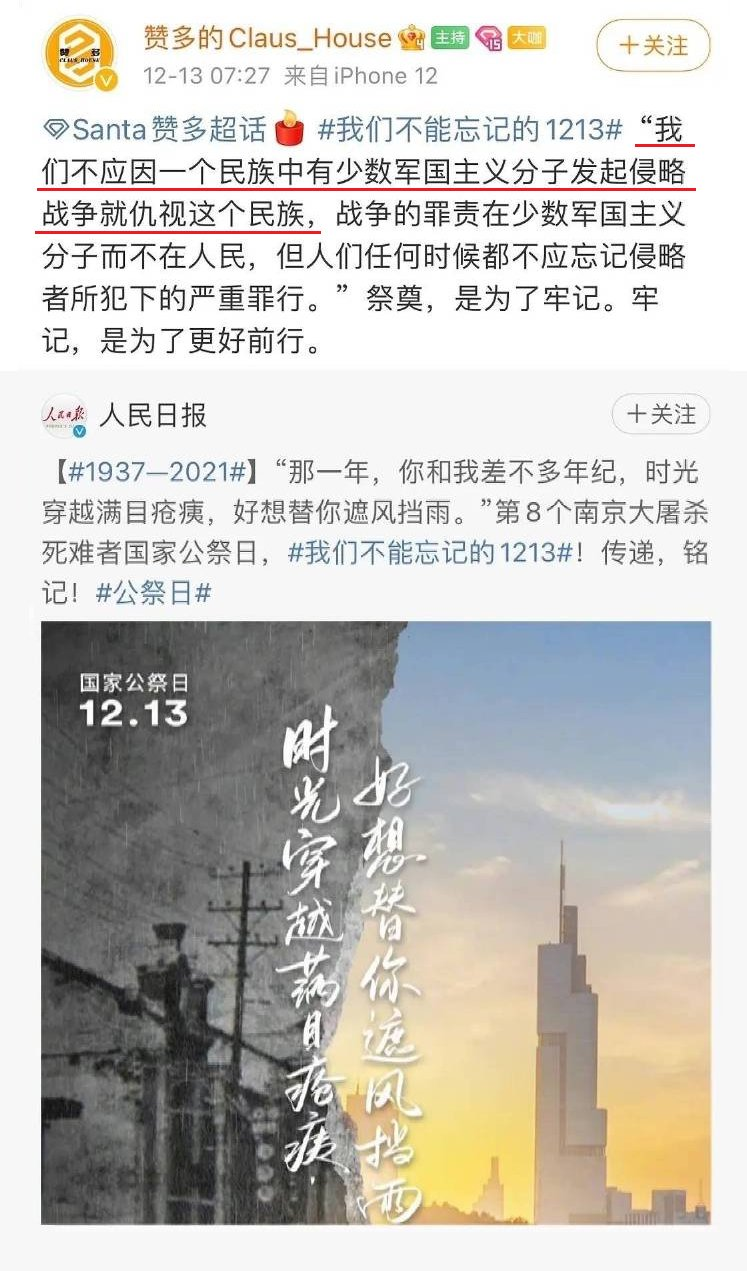 赞多的Claus_House 主持 15 大咖
+关注
12-13 07:27 来自iPhone 12
Santa赞多超话 #我们不能忘记的1213# “我
们不应因一个民族中有少数军国主义分子发起侵略
战争就仇视这个民族，战争的罪责在少数军国主义
分子而不在人民，但人们任何时候都不应忘记侵略
者所犯下的严重罪行。”祭奠，是为了牢记。牢
记，是为了更好前行。
人民日报
+关注
【#1937—2021#】“那一年，你和我差不多年纪，时光
穿越满目疮痍，好想替你遮风挡雨。”第8个南京大屠杀
死难者国家公祭日，#我们不能忘记的1213#！传递，铭
记！#公祭日#
国家公祭日
12.13
时光穿越满目疮痍，
好想替你遮风挡雨